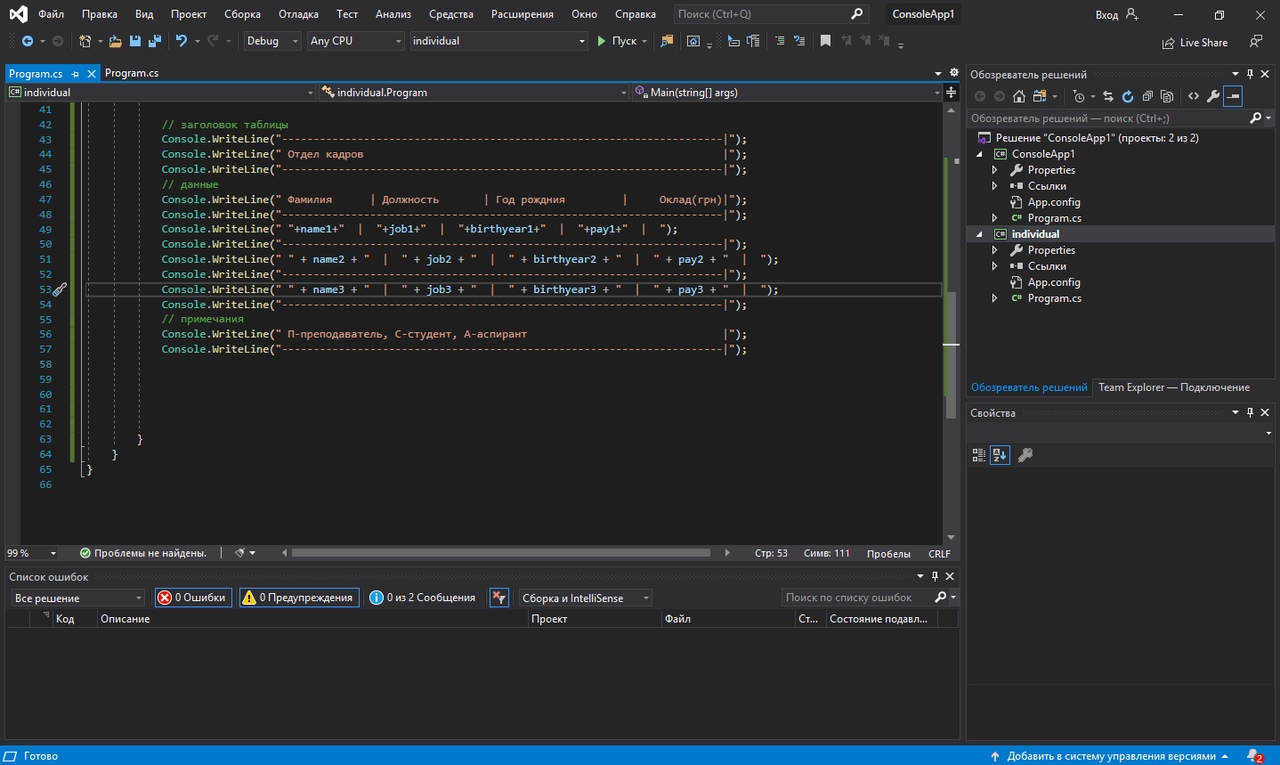 Файл Правка Вид Проект Сборка Отладка Тест Анализ Средства Расширения Окно Справка Поиск (Ctrl+Q) ConsoleApp1 Вход
Debug Any CPU individual Пуск Live Share
Program.cs Program.cs
individual individual.Program Main(string[] args)
41
42 // заголовок таблицы
43 Console.WriteLine("----------------------------------------------------------------------|");
44 Console.WriteLine(" Отдел кадров |");
45 Console.WriteLine("----------------------------------------------------------------------|");
46 // данные
47 Console.WriteLine(" Фамилия | Должность | Год рождния | Оклад(грн)|");
48 Console.WriteLine("----------------------------------------------------------------------|");
49 Console.WriteLine(" "+name1+" | "+job1+" | "+birthyear1+" | "+pay1+" | ");
50 Console.WriteLine("----------------------------------------------------------------------|");
51 Console.WriteLine(" " + name2 + " | " + job2 + " | " + birthyear2 + " | " + pay2 + " | ");
52 Console.WriteLine("----------------------------------------------------------------------|");
53 Console.WriteLine(" " + name3 + " | " + job3 + " | " + birthyear3 + " | " + pay3 + " | ");
54 Console.WriteLine("----------------------------------------------------------------------|");
55 // примечания
56 Console.WriteLine(" П-преподаватель, С-студент, А-аспирант |");
57 Console.WriteLine("----------------------------------------------------------------------|");
58
59
60
61
62
63 }
64 }
65 }
66
99 % Проблемы не найдены. Стр: 53 Симв: 111 Пробелы CRLF
Список ошибок
Все решение 0 Ошибки 0 Предупреждения 0 из 2 Сообщения Сборка и IntelliSense Поиск по списку ошибок
Код Описание Проект Файл Ст... Состояние подавл...
Обозреватель решений
Обозреватель решений — поиск (Ctrl+;)
Решение "ConsoleApp1" (проекты: 2 из 2)
ConsoleApp1
Properties
Ссылки
App.config
Program.cs
individual
Properties
Ссылки
App.config
Program.cs
Обозреватель решений Team Explorer — Подключение
Свойства
Готово Добавить в систему управления версиями 2